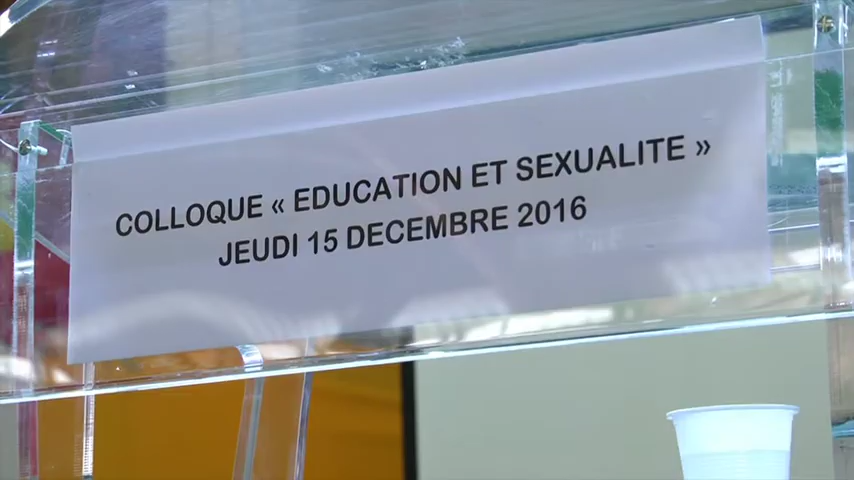 COLLOQUE « EDUCATION ET SEXUALITE »
JEUDI 15 DECEMBRE 2016